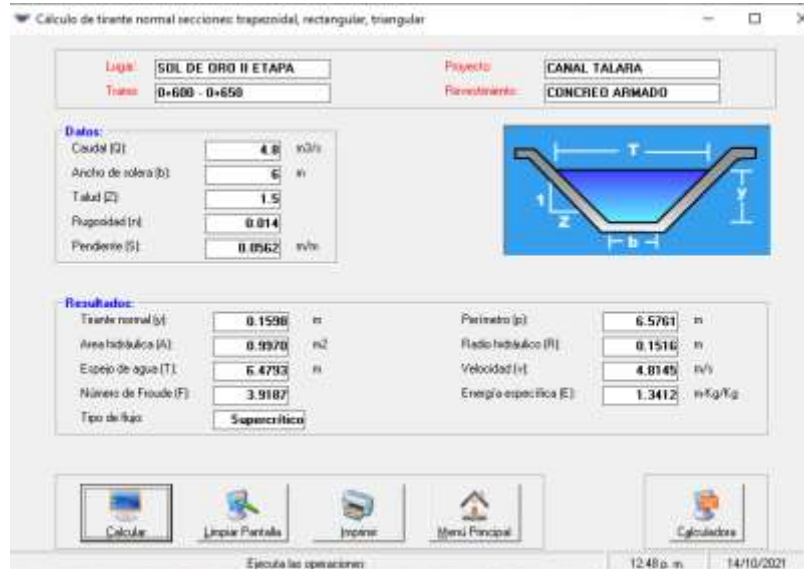 Cálculo de tirante normal secciones: trapezoidal, rectangular, triangular
Lugar: SOL DE ORO II ETAPA Proyecto: CANAL TALARA
Tramo: 0+600 - 0+650 Revestimiento: CONCREO ARMADO
Datos:
Caudal (Q): 4.8 m3/s
Ancho de solera (b): 6 m
Talud (Z): 1.5
Rugosidad (n): 0.014
Pendiente (S): 0.0562 m/m
T
y
1
Z
b
Resultados:
Tirante normal (y): 0.1598 m Perímetro (p): 6.5761 m
Area hidráulica (A): 0.9970 m2 Radio hidráulico (R): 0.1516 m
Espejo de agua (T): 6.4793 m Velocidad (v): 4.8145 m/s
Número de Froude (F): 3.9187 Energía específica (E): 1.3412 m-Kg/Kg
Tipo de flujo: Supercrítico
Calcular Limpiar Pantalla Imprimir Menú Principal Calculadora
Ejecuta las operaciones 12:48 p. m. 14/10/2021